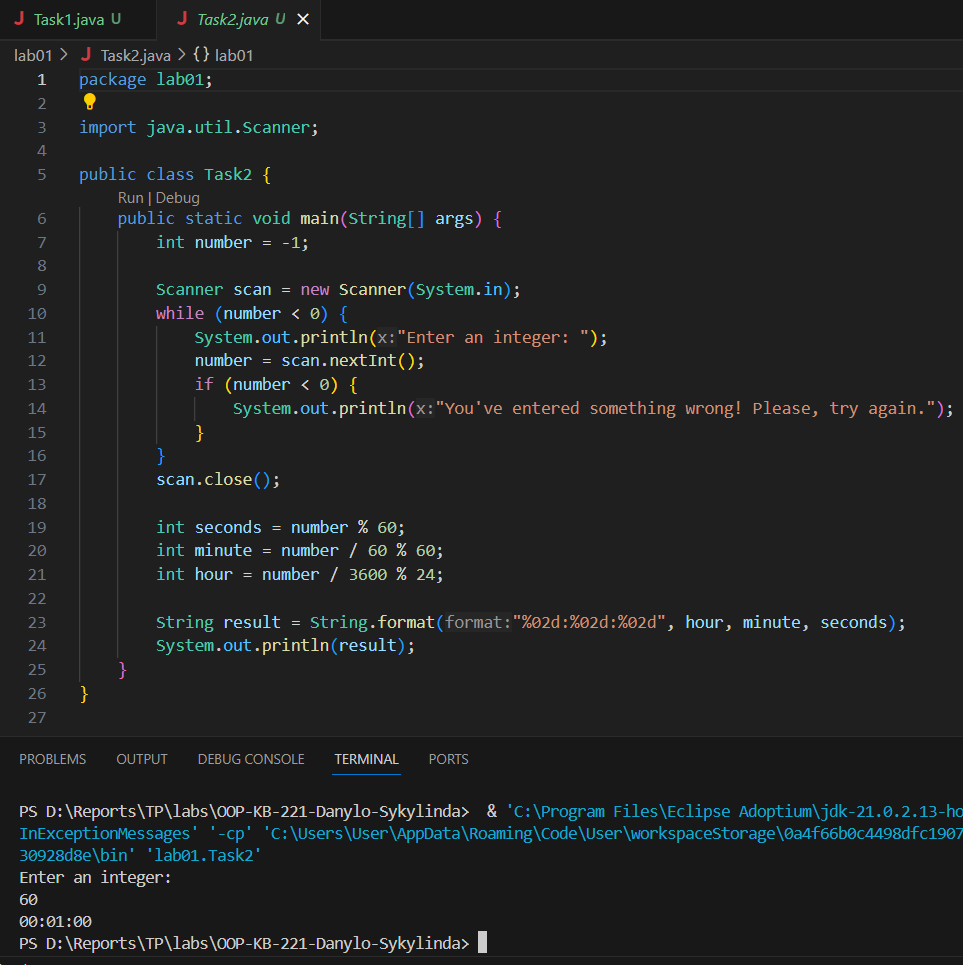 J Task1.java U J Task2.java U ×
lab01 > J Task2.java > {} lab01
1 package lab01;
2
3 import java.util.Scanner;
4
5 public class Task2 {
Run | Debug
6 public static void main(String[] args) {
7 int number = -1;
8
9 Scanner scan = new Scanner(System.in);
10 while (number < 0) {
11 System.out.println(x:"Enter an integer: ");
12 number = scan.nextInt();
13 if (number < 0) {
14 System.out.println(x:"You've entered something wrong! Please, try again.");
15 }
16 }
17 scan.close();
18
19 int seconds = number % 60;
20 int minute = number / 60 % 60;
21 int hour = number / 3600 % 24;
22
23 String result = String.format(format:"%02d:%02d:%02d", hour, minute, seconds);
24 System.out.println(result);
25 }
26 }
27
PROBLEMS OUTPUT DEBUG CONSOLE TERMINAL PORTS
PS D:\Reports\TP\labs\OOP-KB-221-Danylo-Sykylinda> & 'C:\Program Files\Eclipse Adoptium\jdk-21.0.2.13-ho
InExceptionMessages' '-cp' 'C:\Users\User\AppData\Roaming\Code\User\workspaceStorage\0a4f66b0c4498dfc1907
30928d8e\bin' 'lab01.Task2'
Enter an integer:
60
00:01:00
PS D:\Reports\TP\labs\OOP-KB-221-Danylo-Sykylinda>